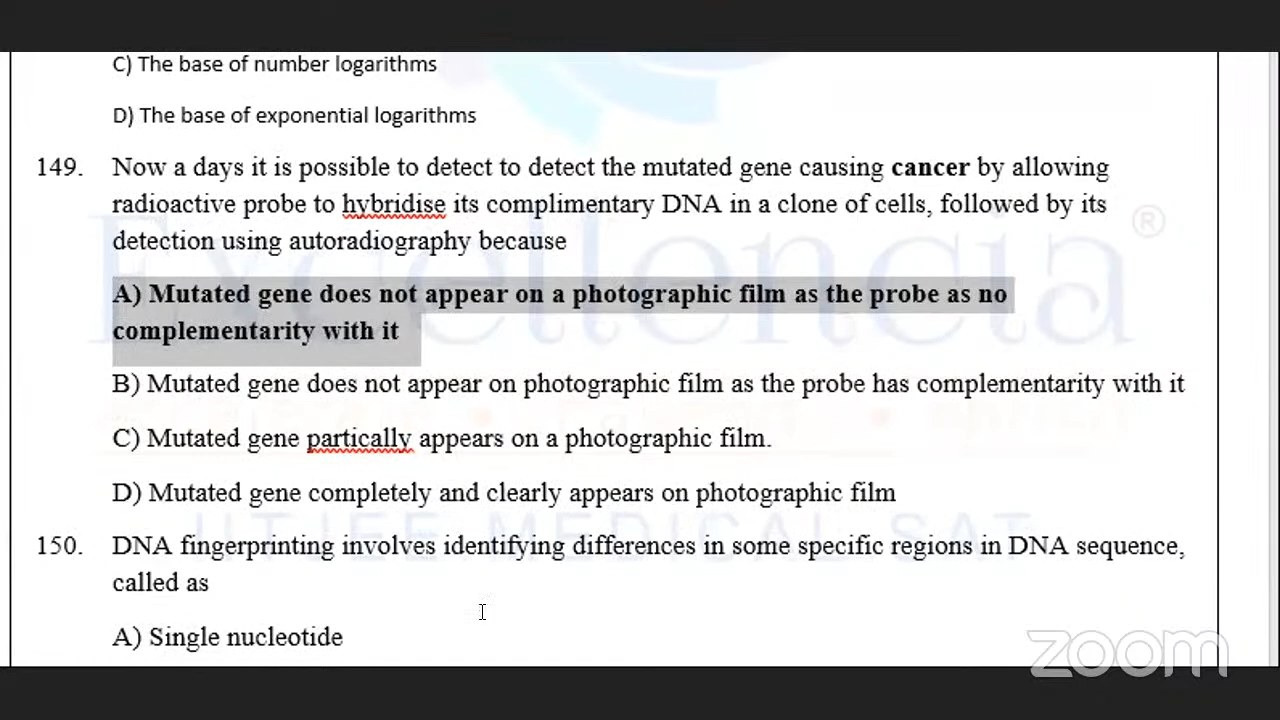 C) The base of number logarithms
D) The base of exponential logarithms
149. Now a days it is possible to detect to detect the mutated gene causing cancer by allowing
radioactive probe to hybridise its complimentary DNA in a clone of cells, followed by its
detection using autoradiography because
A) Mutated gene does not appear on a photographic film as the probe as no
complementarity with it
B) Mutated gene does not appear on photographic film as the probe has complementarity with it
C) Mutated gene partically appears on a photographic film.
D) Mutated gene completely and clearly appears on photographic film
150. DNA fingerprinting involves identifying differences in some specific regions in DNA sequence,
called as
A) Single nucleotide
Excellencia ®
IIT JEE MEDICAL SAT
zoom